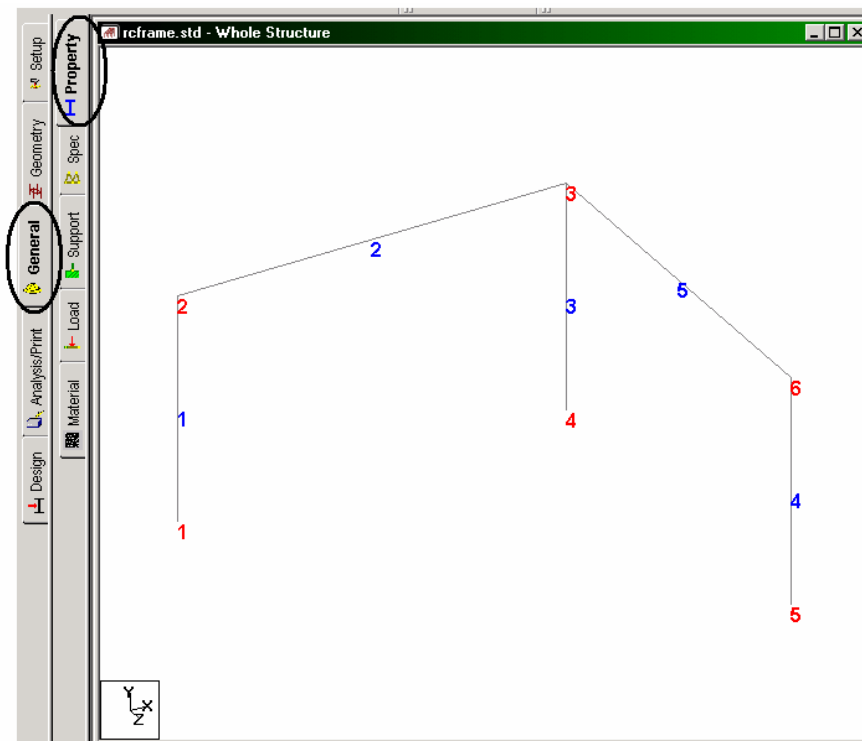 rcframe.std - Whole Structure
Setup
Geometry
General
Analysis/Print
Design
Property
Spec
Support
Load
Material
3
2
3
5
2
6
1
4
4
1
5
Y
X
Z